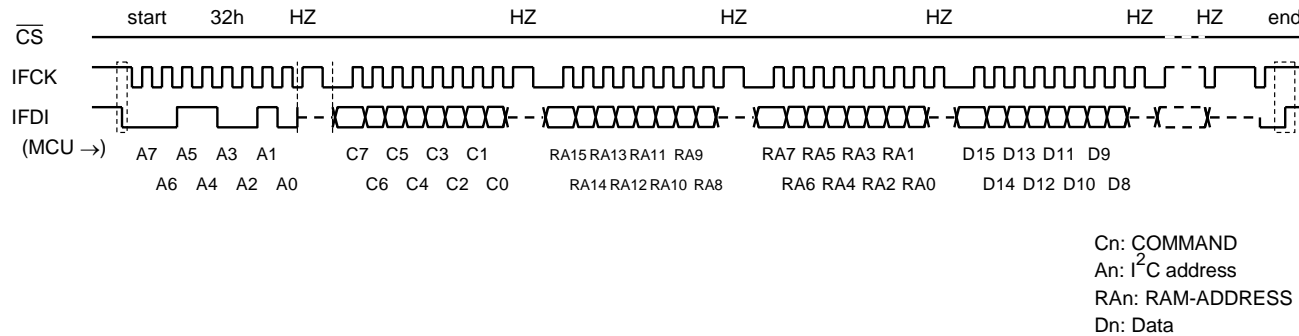 start 32h HZ HZ HZ HZ HZ HZ end
CS
IFCK
IFDI
(MCU →)
A7 A5 A3 A1 C7 C5 C3 C1 RA15 RA13 RA11 RA9 RA7 RA5 RA3 RA1 D15 D13 D11 D9
A6 A4 A2 A0 C6 C4 C2 C0 RA14 RA12 RA10 RA8 RA6 RA4 RA2 RA0 D14 D12 D10 D8
Cn: COMMAND
An: I2C address
RAn: RAM-ADDRESS
Dn: Data